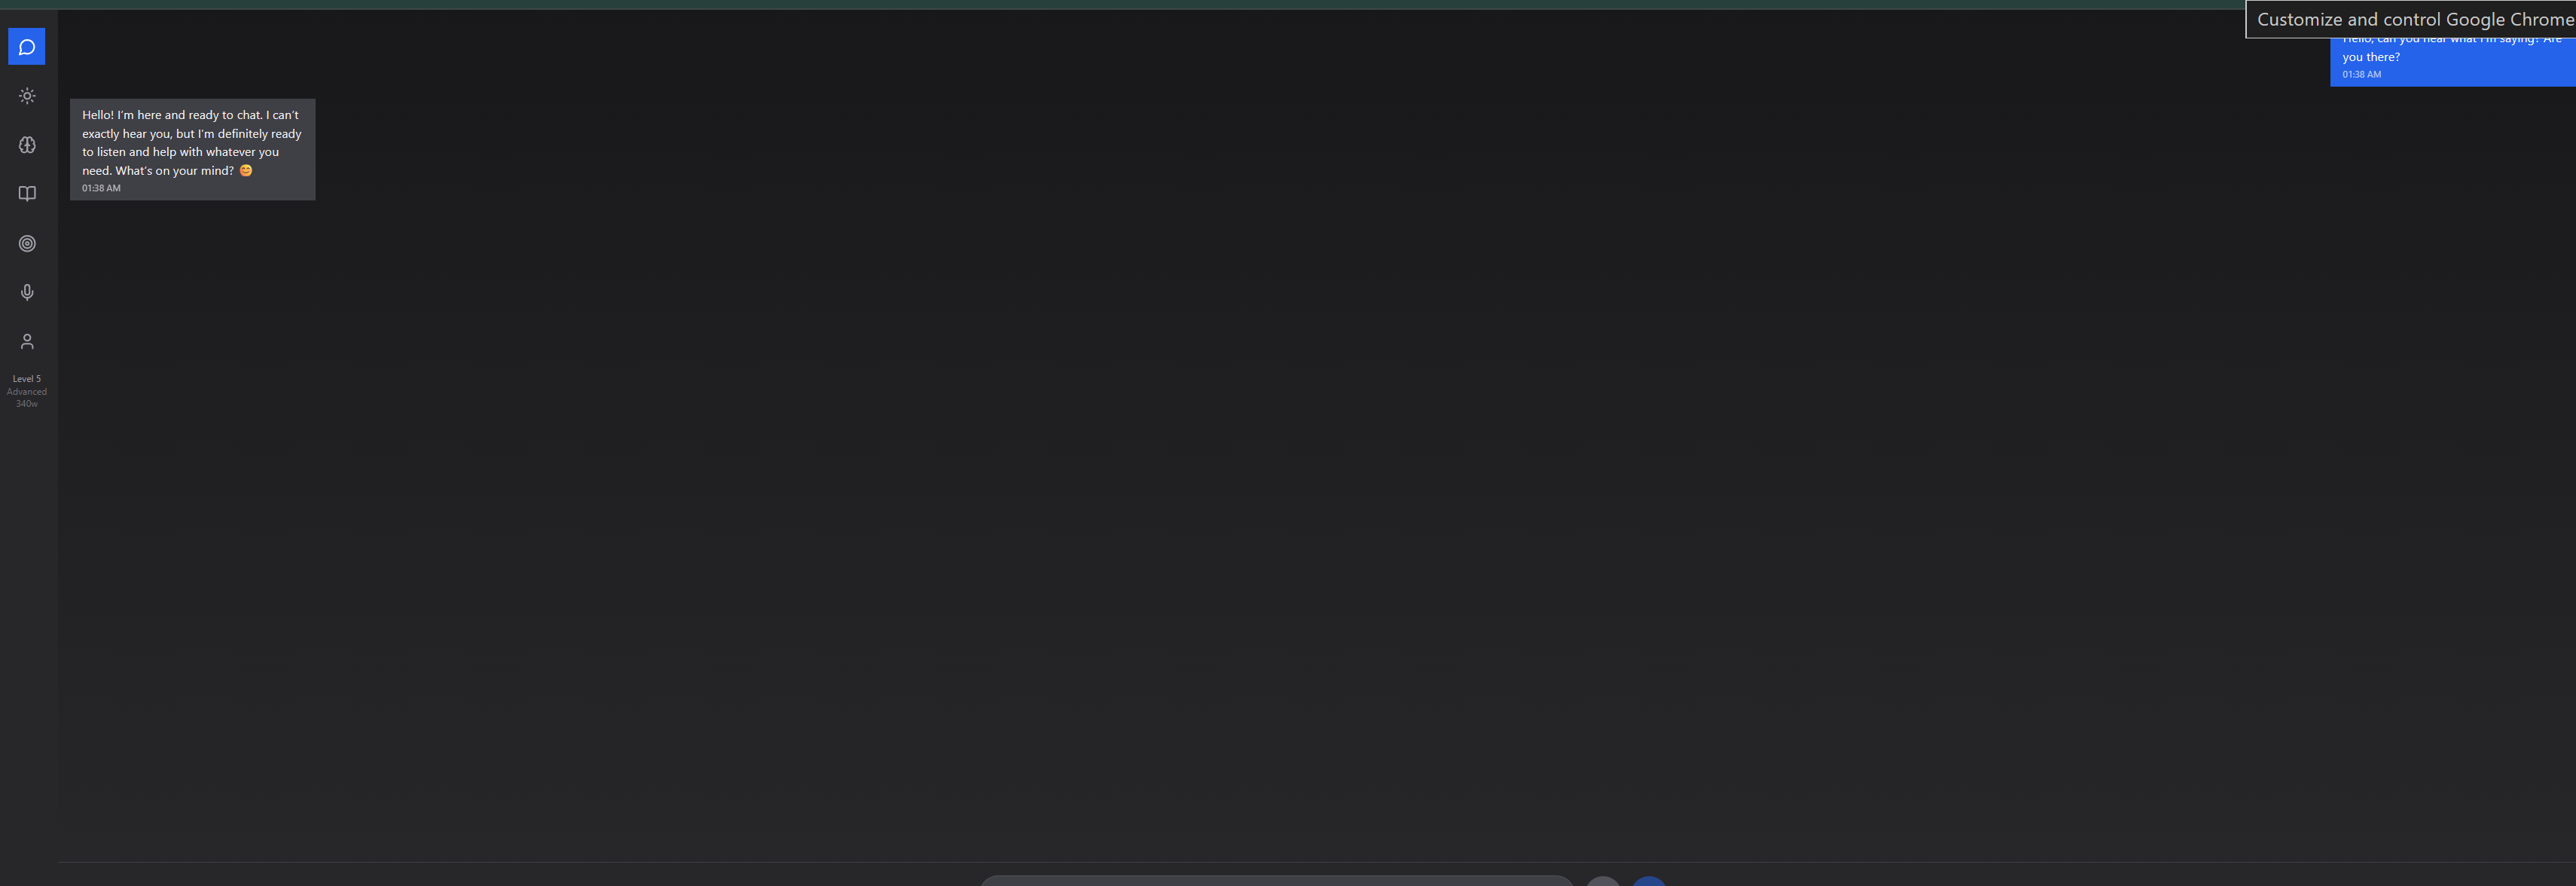 Customize and control Google Chrome
Hello, can you hear what I'm saying? Are
you there?
01:38 AM
Hello! I'm here and ready to chat. I can't
exactly hear you, but I'm definitely ready
to listen and help with whatever you
need. What's on your mind? 😊
01:38 AM
Level 5
Advanced
340w